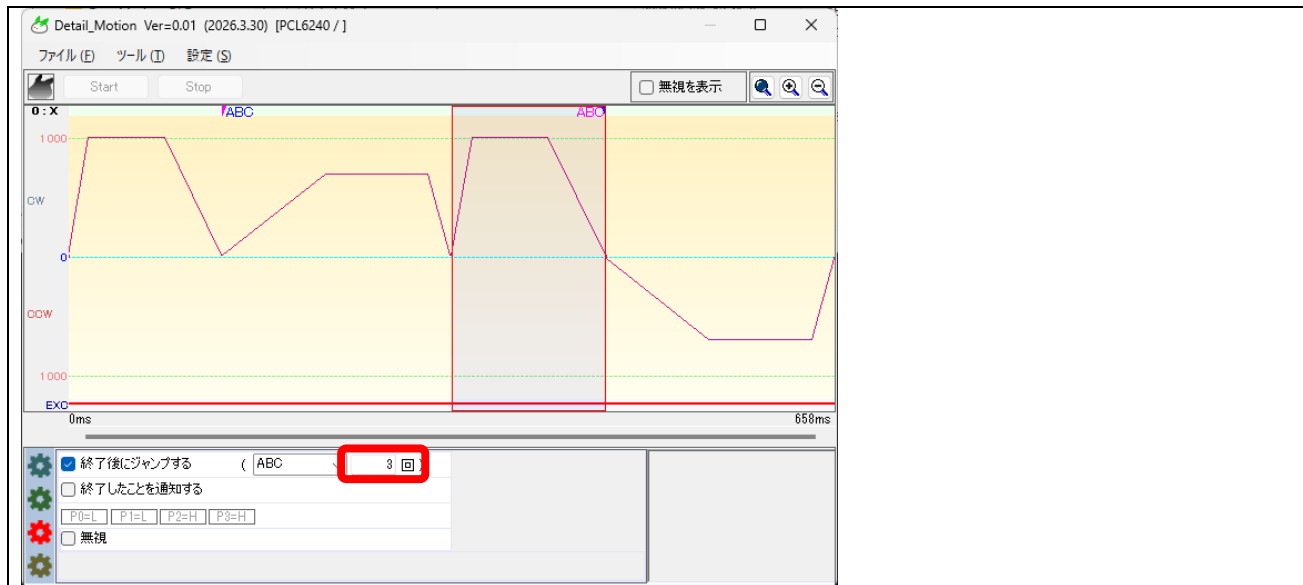 Detail_Motion Ver=0.01 (2026.3.30) [PCL6240 / ]
ファイル(F) ツール(T) 設定(S)
Start Stop 無視を表示
0:X ABC ABC
1000
CW
0
CCW
1000
EXC
0ms 658ms
終了後にジャンプする ( ABC 3 回 )
終了したことを通知する
P0=L P1=L P2=H P3=H
無視